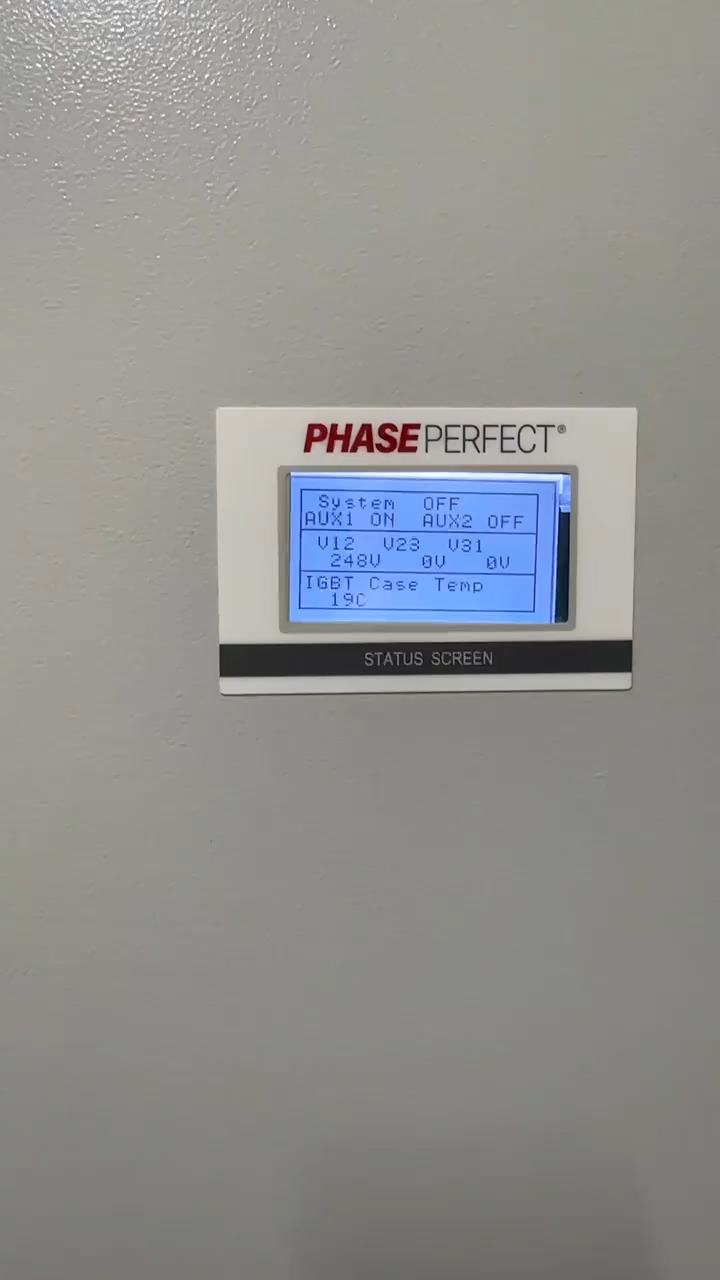 PHASEPERFECT®
System OFF
AUX1 ON AUX2 OFF
V12 V23 V31
248V 0V 0V
IGBT Case Temp
19C
STATUS SCREEN